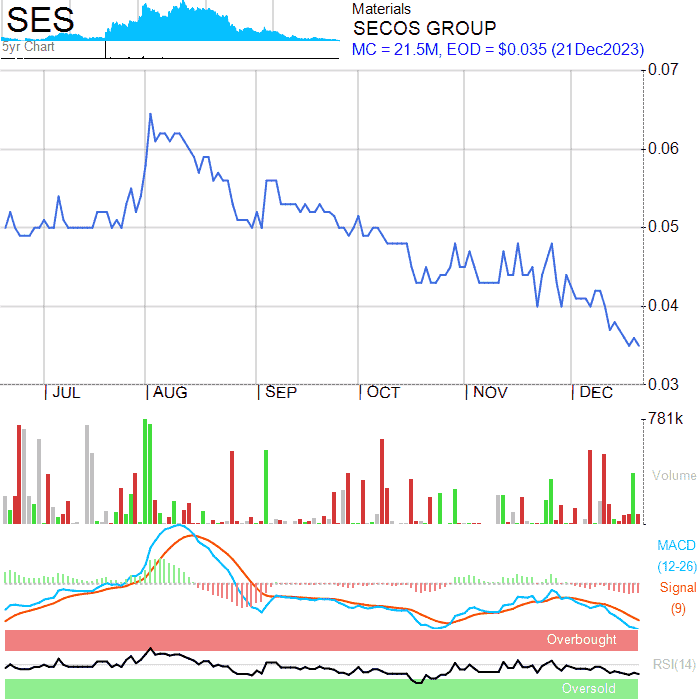 SES
5yr Chart
Materials
SECOS GROUP
MC = 21.5M, EOD = $0.035 (21Dec2023)
0.07
0.06
0.05
0.04
0.03
JUL AUG SEP OCT NOV DEC
781k
Volume
MACD
(12-26)
Signal
(9)
Overbought
RSI(14)
Oversold